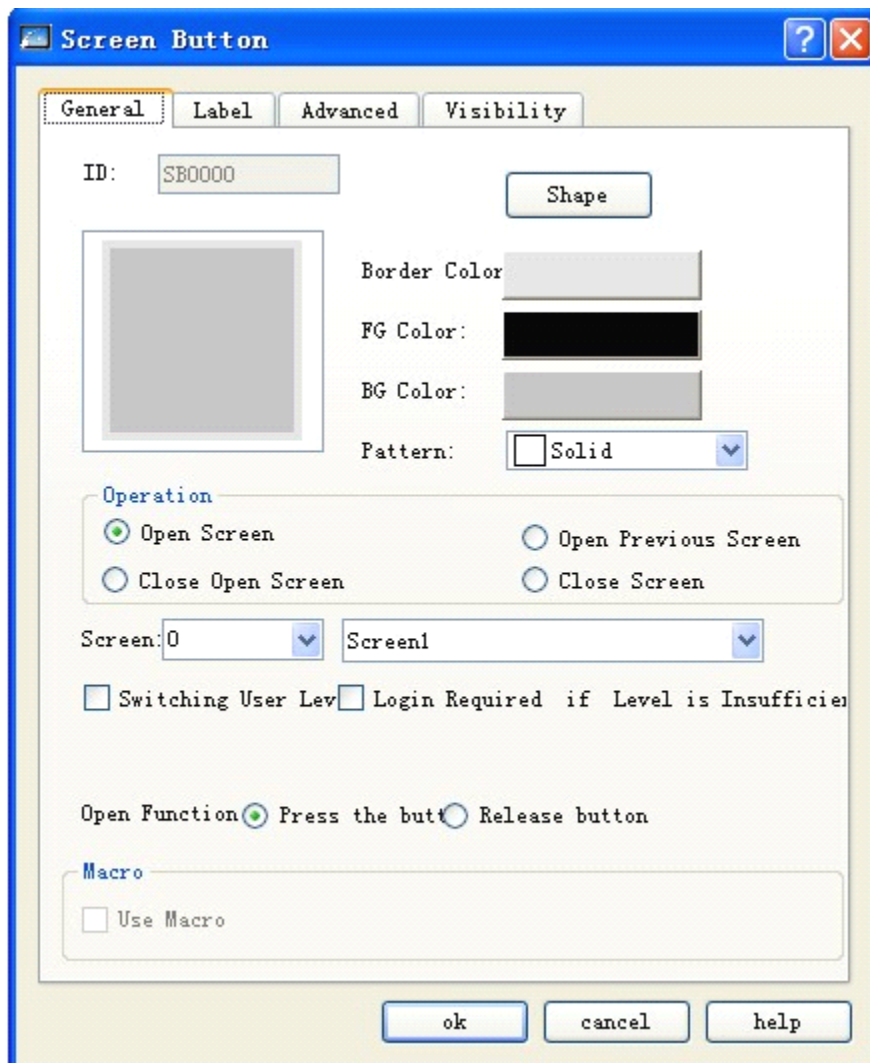 Screen Button
General Label Advanced Visibility
ID: SB0000
Shape
Border Color
FG Color:
BG Color:
Pattern: Solid
Operation
Open Screen Open Previous Screen
Close Open Screen Close Screen
Screen: 0 Screen1
Switching User Lev Login Required if Level is Insufficien
Open Function Press the butt Release button
Macro
Use Macro
ok cancel help